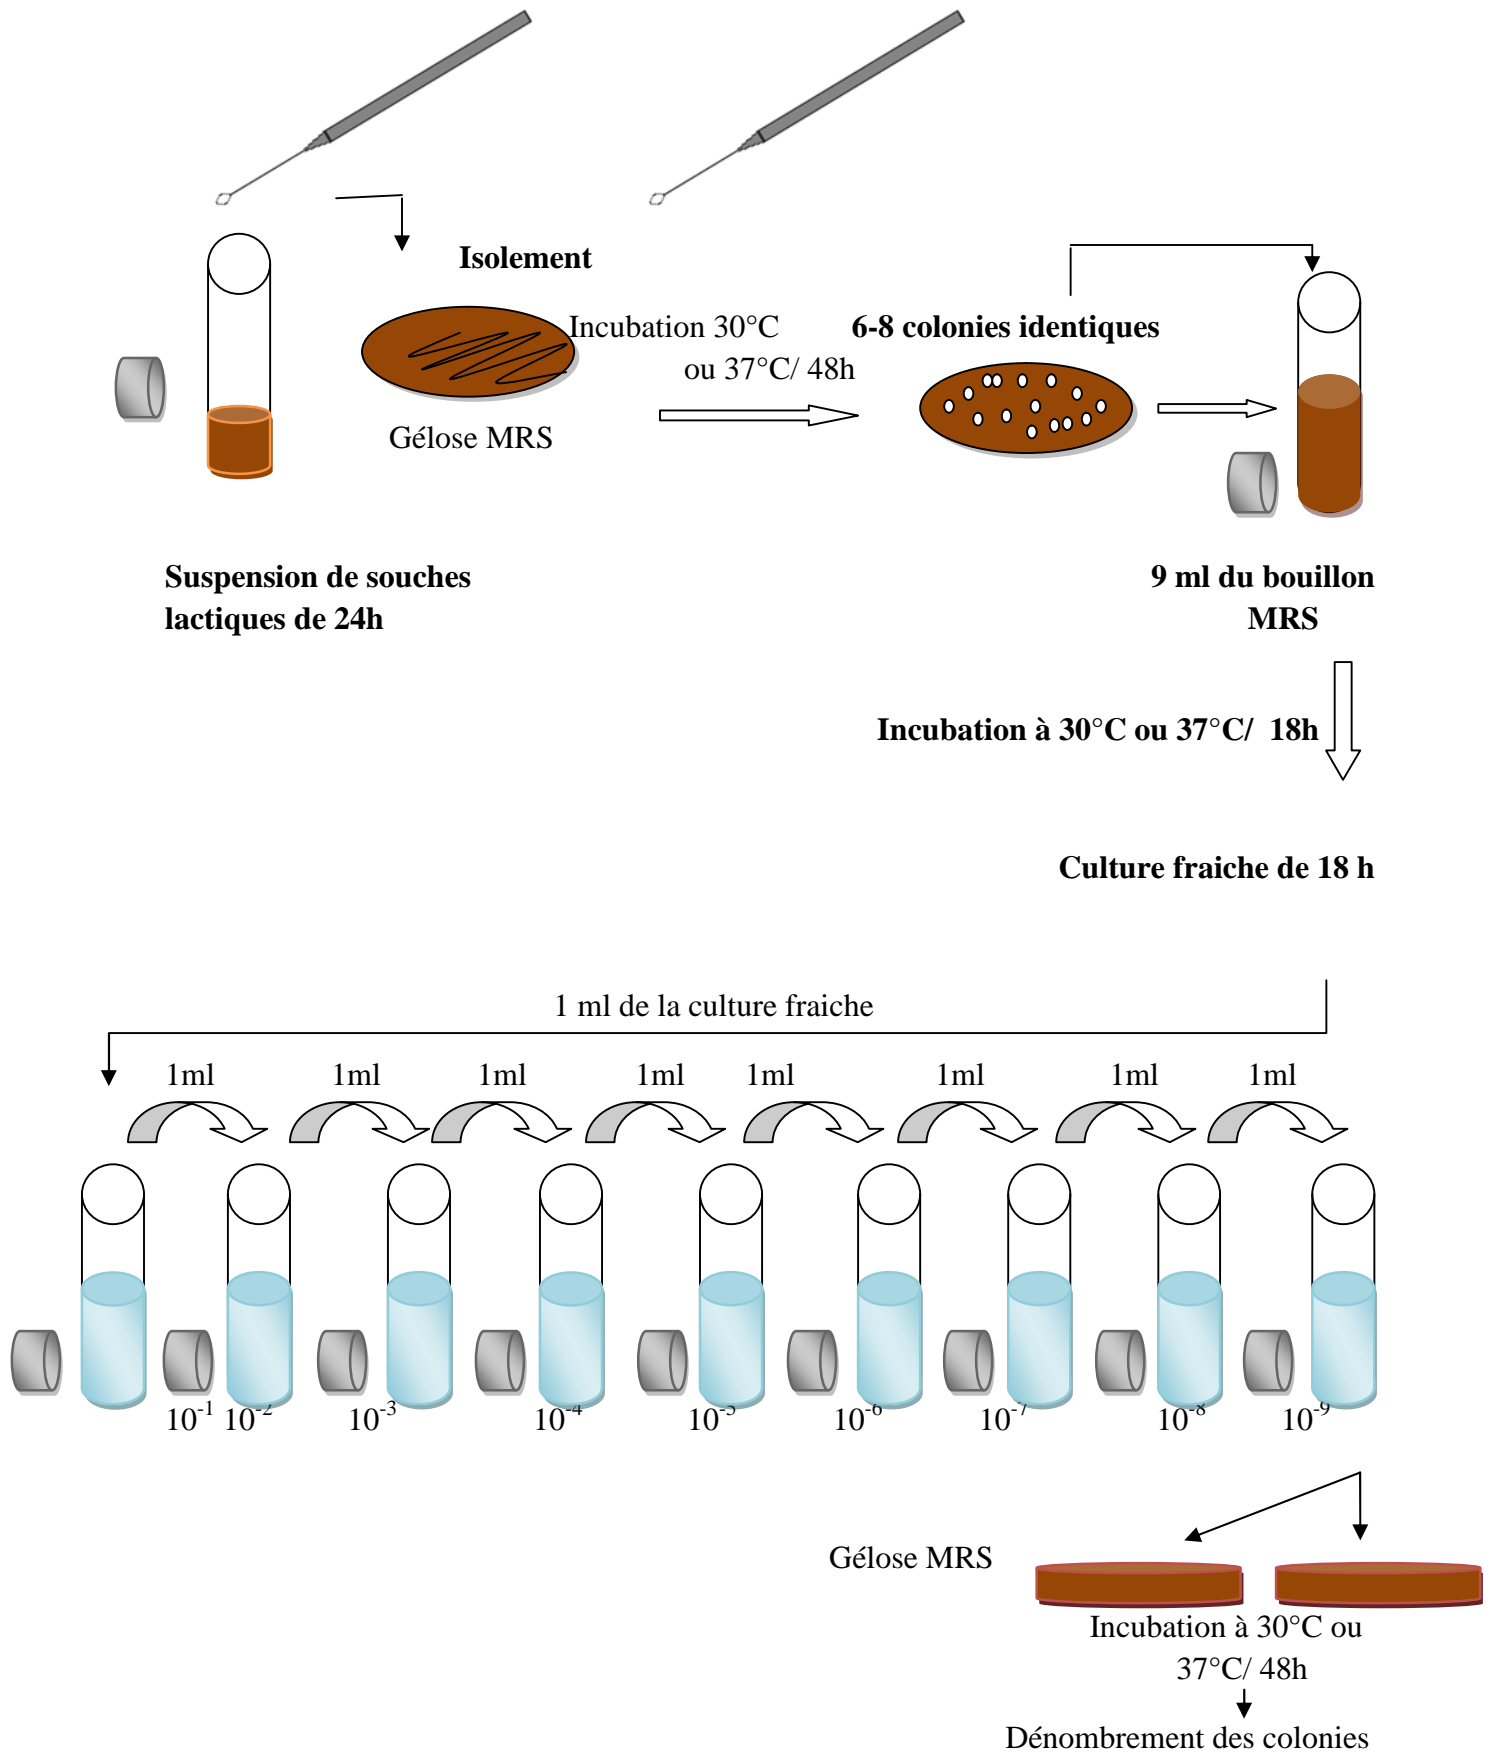 Isolement
Incubation 30°C
ou 37°C/ 48h
6-8 colonies identiques
Gélose MRS
Suspension de souches
lactiques de 24h
9 ml du bouillon
MRS
Incubation à 30°C ou 37°C/  18h
Culture fraiche de 18 h
1 ml de la culture fraiche
1ml 1ml 1ml 1ml 1ml 1ml 1ml 1ml
10⁻¹ 10⁻² 10⁻³ 10⁻⁴ 10⁻⁵ 10⁻⁶ 10⁻⁷ 10⁻⁸ 10⁻⁹
Gélose MRS
Incubation à 30°C ou
37°C/ 48h
Dénombrement des colonies